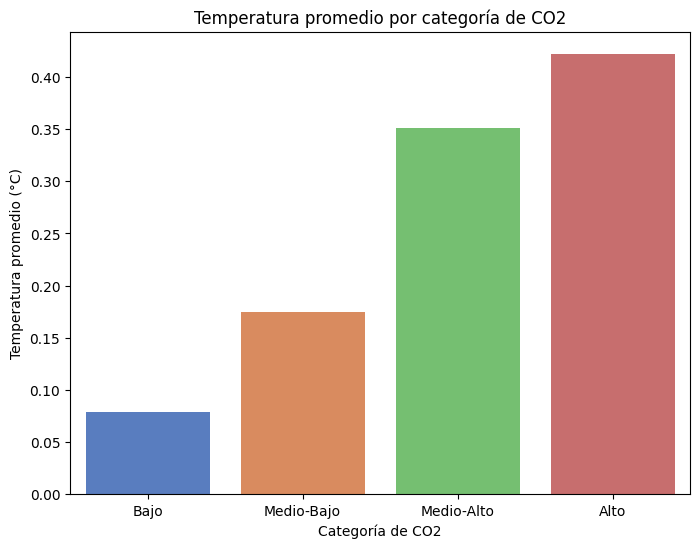 Temperatura promedio por categoría de CO2
Temperatura promedio (°C)
0.40
0.35
0.30
0.25
0.20
0.15
0.10
0.05
0.00
Bajo
Medio-Bajo
Medio-Alto
Alto
Categoría de CO2